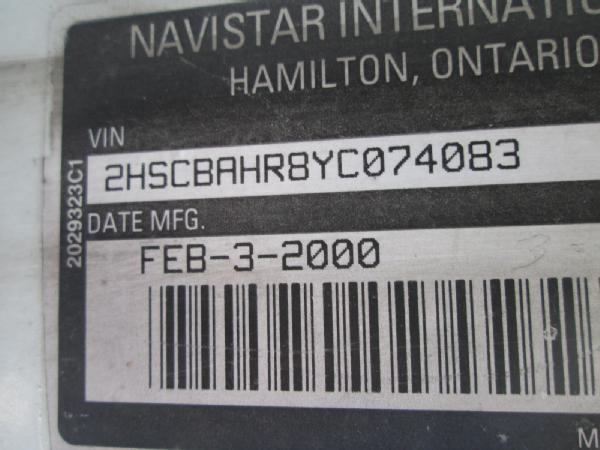 NAVISTAR INTERNATIO
HAMILTON, ONTARIO
VIN
2HSCBAHR8YC074083
DATE MFG.
FEB-3-2000
2029323C1
M